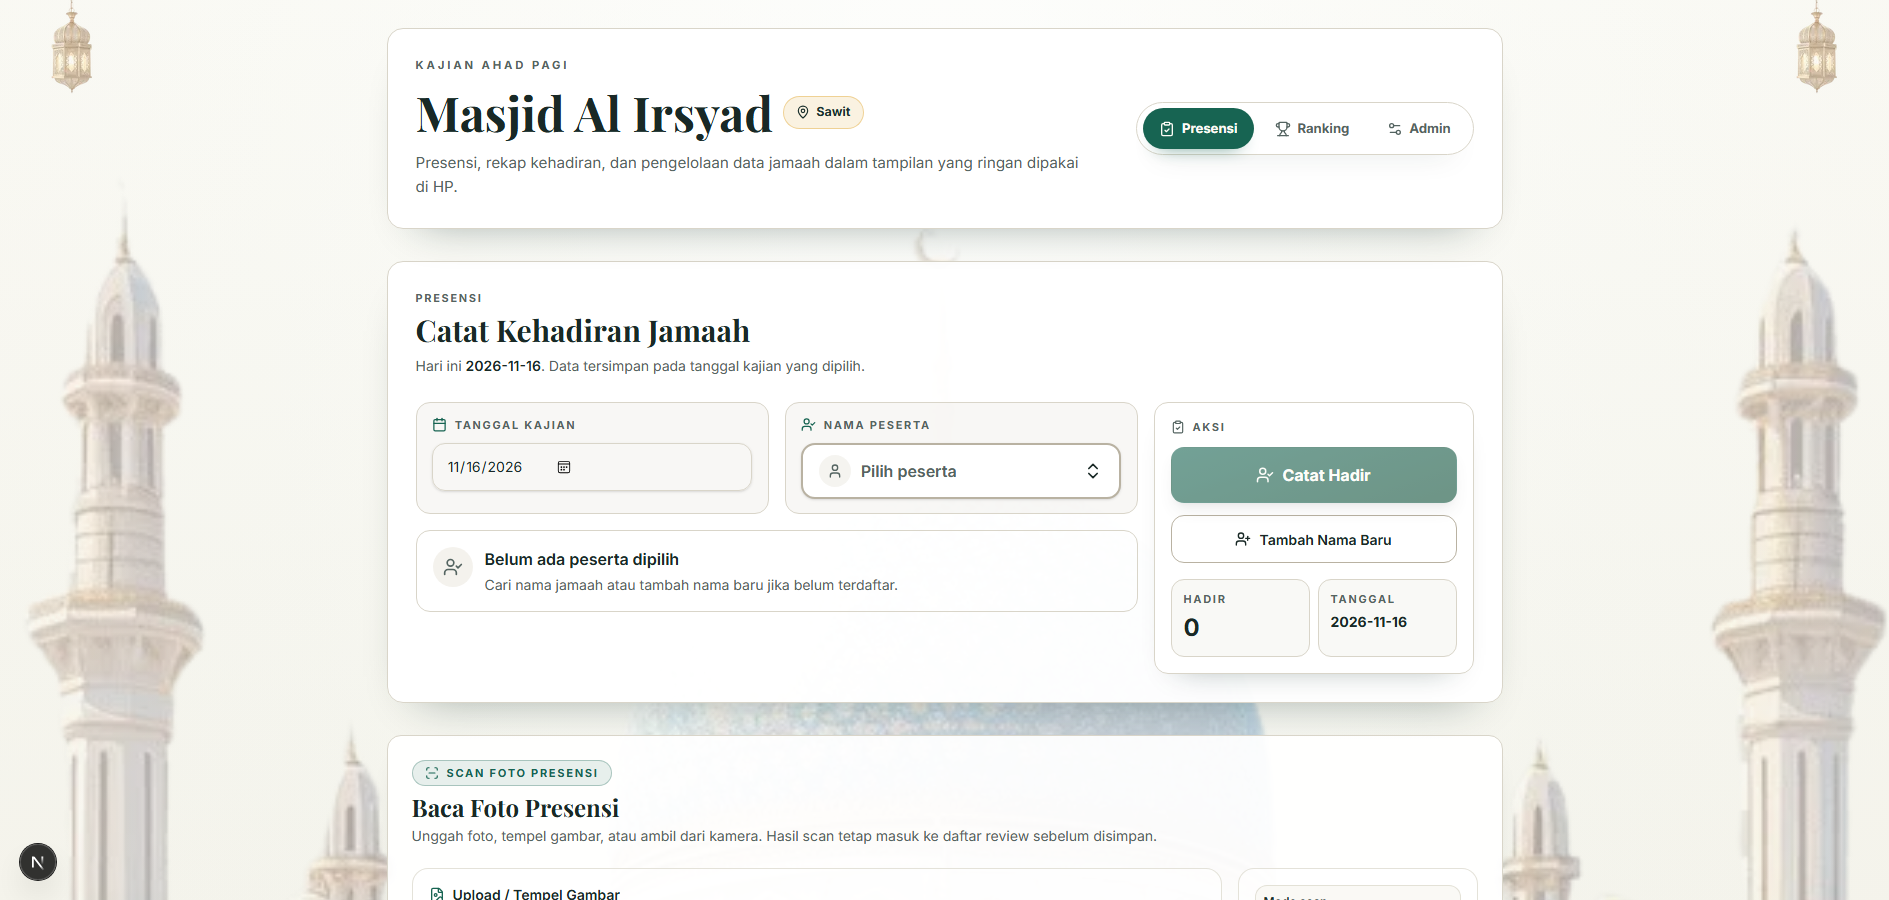 KAJIAN AHAD PAGI
Masjid Al Irsyad
Sawit
Presensi, rekap kehadiran, dan pengelolaan data jamaah dalam tampilan yang ringan dipakai
di HP.
Presensi
Ranking
Admin
PRESENSI
Catat Kehadiran Jamaah
Hari ini 2026-11-16. Data tersimpan pada tanggal kajian yang dipilih.
TANGGAL KAJIAN
11/16/2026
NAMA PESERTA
Pilih peserta
Belum ada peserta dipilih
Cari nama jamaah atau tambah nama baru jika belum terdaftar.
AKSI
Catat Hadir
Tambah Nama Baru
HADIR
0
TANGGAL
2026-11-16
SCAN FOTO PRESENSI
Baca Foto Presensi
Unggah foto, tempel gambar, atau ambil dari kamera. Hasil scan tetap masuk ke daftar review sebelum disimpan.
Upload / Tempel Gambar
N